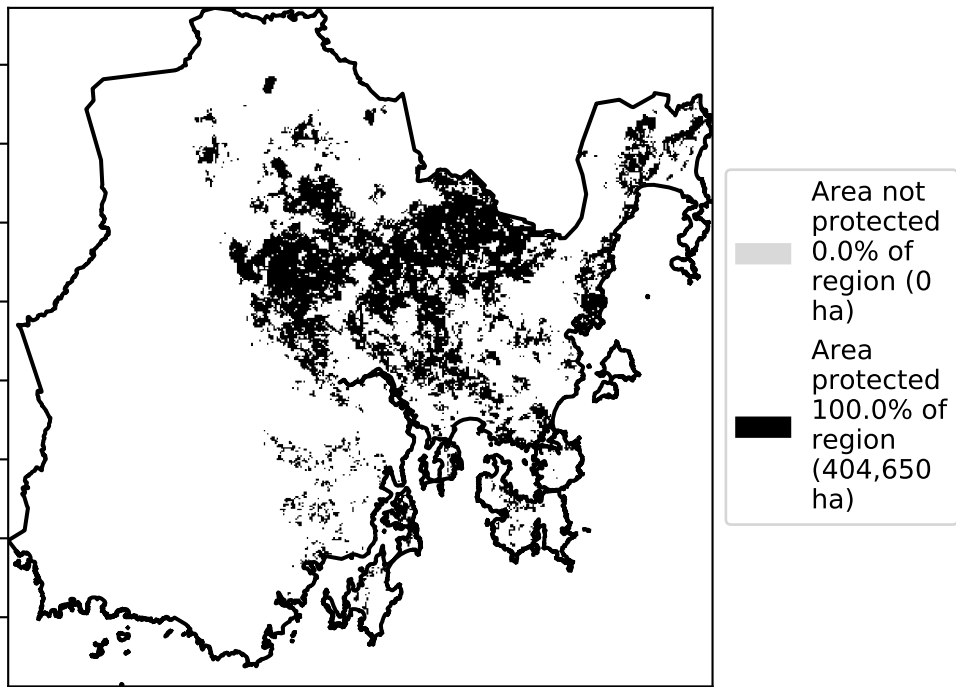 Area not
protected
0.0% of
region (0
ha)
Area
protected
100.0% of
region
(404,650
ha)